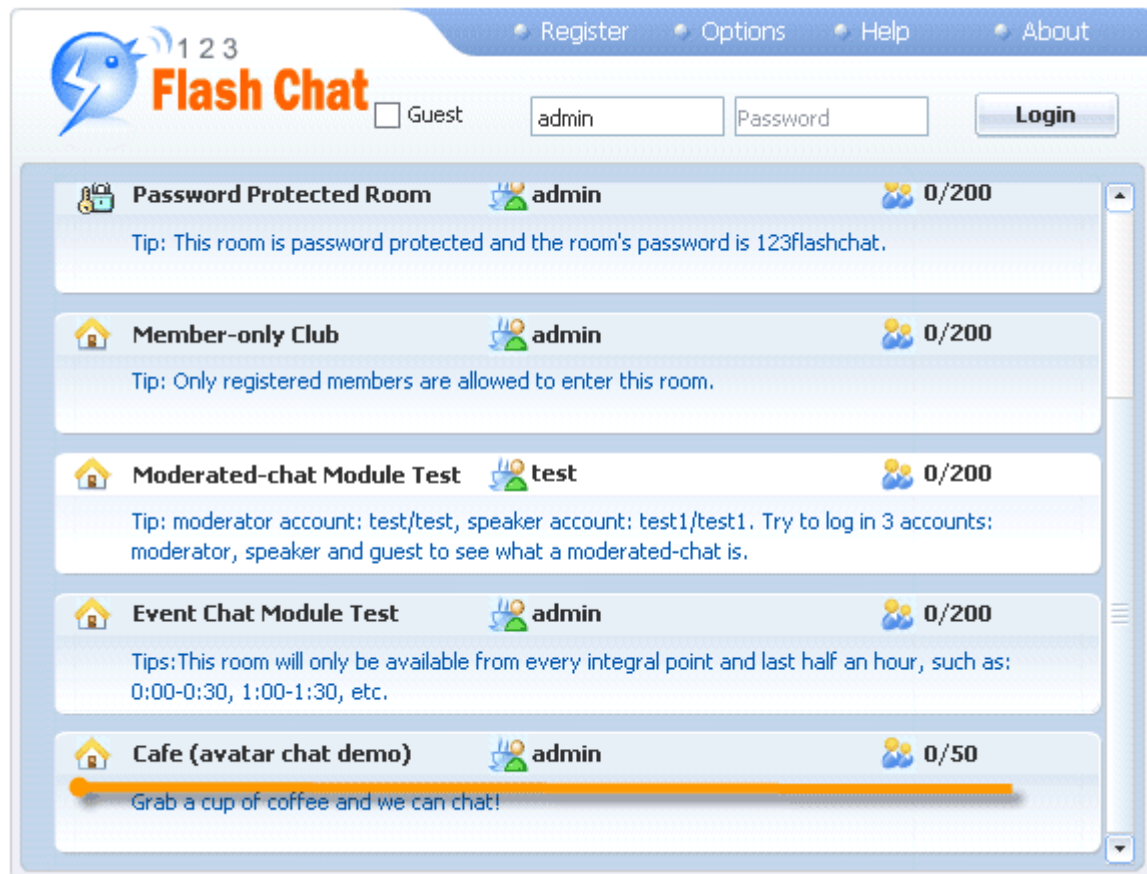 Register Options Help About
123
Flash Chat
Guest admin Password Login
Password Protected Room admin 0/200
Tip: This room is password protected and the room's password is 123flashchat.
Member-only Club admin 0/200
Tip: Only registered members are allowed to enter this room.
Moderated-chat Module Test test 0/200
Tip: moderator account: test/test, speaker account: test1/test1. Try to log in 3 accounts:
moderator, speaker and guest to see what a moderated-chat is.
Event Chat Module Test admin 0/200
Tips:This room will only be available from every integral point and last half an hour, such as:
0:00-0:30, 1:00-1:30, etc.
Cafe (avatar chat demo) admin 0/50
Grab a cup of coffee and we can chat!